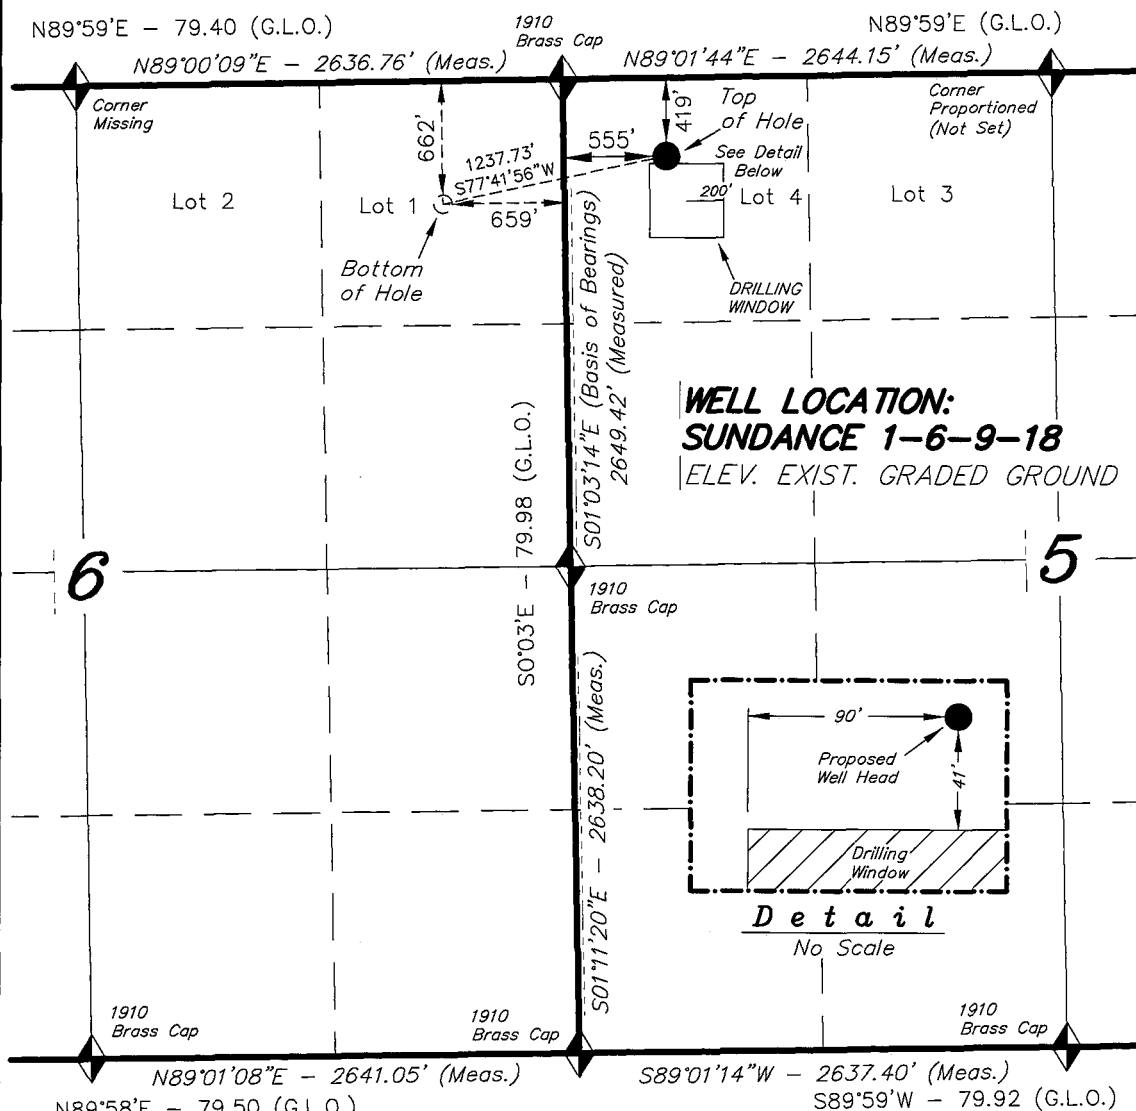 N89°59'E - 79.40 (G.L.O.)
1910
Brass Cap
N89°59'E (G.L.O.)
N89°00'09"E - 2636.76' (Meas.)
N89°01'44"E - 2644.15' (Meas.)
Corner
Missing
Corner
Proportioned
(Not Set)
662'
419'
Top
of Hole
555'
1237.73'
S77°41'56"W
See Detail
Below
200'
Lot 2
Lot 1
Lot 4
Lot 3
659'
Bottom
of Hole
DRILLING
WINDOW
S01°03'14"E (Basis of Bearings)
2649.42' (Measured)
S0°03'E - 79.98 (G.L.O.)
WELL LOCATION:
SUNDANCE 1-6-9-18
ELEV. EXIST. GRADED GROUND
6
5
1910
Brass Cap
S01°11'20"E - 2638.20' (Meas.)
90'
Proposed
Well Head
41'
Drilling
Window
Detail
No Scale
1910
Brass Cap
1910
Brass Cap
1910
Brass Cap
N89°01'08"E - 2641.05' (Meas.)
S89°01'14"W - 2637.40' (Meas.)
N89°58'E - 79.50 (G.L.O.)
S89°59'W - 79.92 (G.L.O.)